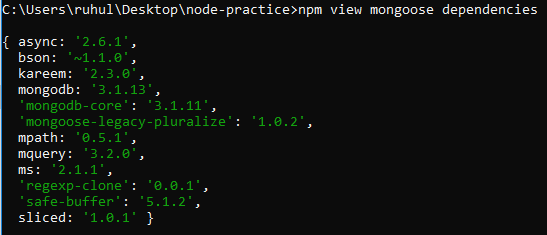 C:\Users\ruhul\Desktop\node-practice>npm view mongoose dependencies
{ async: '2.6.1',
bson: '~1.1.0',
kareem: '2.3.0',
mongodb: '3.1.13',
'mongodb-core': '3.1.11',
'mongoose-legacy-pluralize': '1.0.2',
mpath: '0.5.1',
mquery: '3.2.0',
ms: '2.1.1',
'regexp-clone': '0.0.1',
'safe-buffer': '5.1.2',
sliced: '1.0.1' }